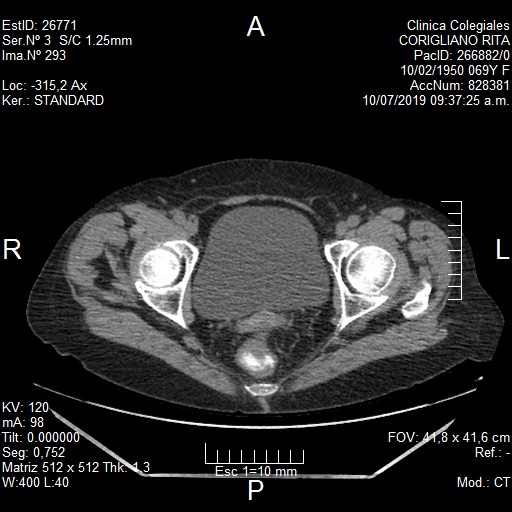 A
EstID: 26771
Ser.Nº 3 S/C 1.25mm
Ima.Nº 293
Loc: -315,2 Ax
Ker.: STANDARD
Clinica Colegiales
CORIGLIANO RITA
PacID: 266882/0
10/02/1950 069Y F
AccNum: 828381
10/07/2019 09:37:25 a.m.
R
L
KV: 120
mA: 98
Tilt: 0.000000
Seg: 0,752
Matriz 512 x 512 Thk: 1.3
W:400 L:40
Esc 1=10 mm
P
FOV: 41,8 x 41,6 cm
Ref.: -
Mod.: CT